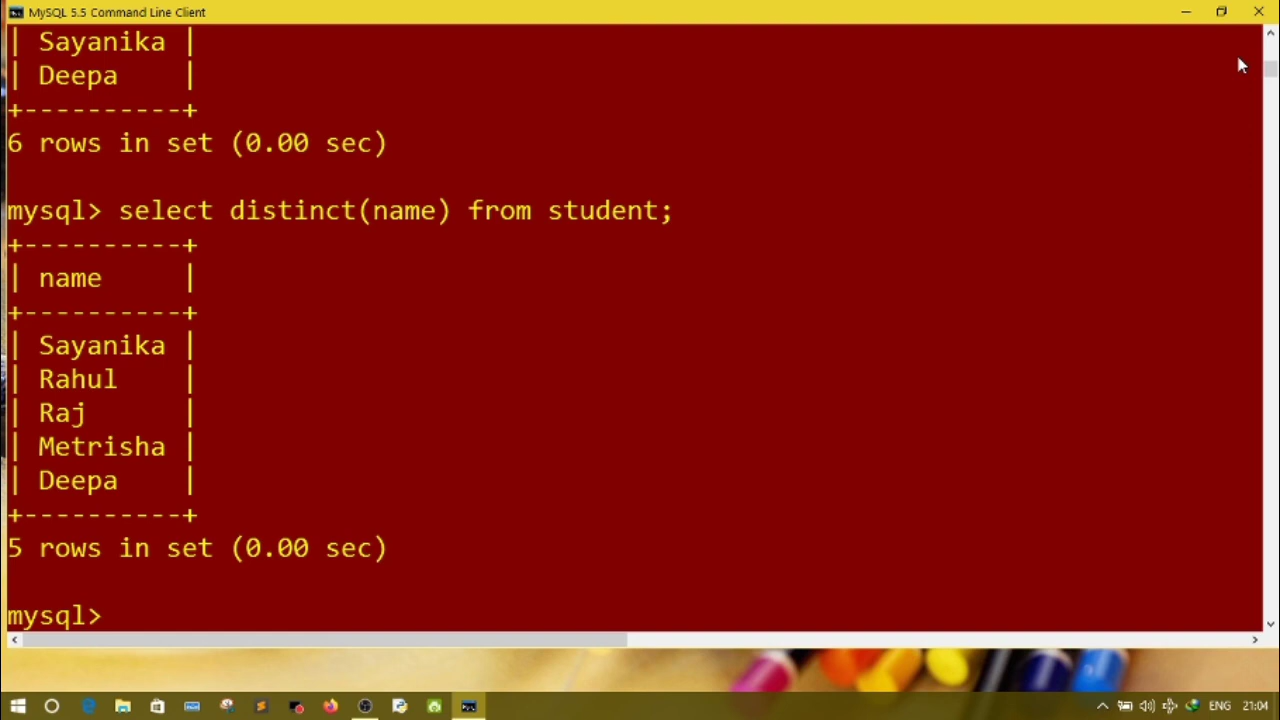 MySQL 5.5 Command Line Client
| Sayanika |
| Deepa    |
+----------+
6 rows in set (0.00 sec)
mysql> select distinct(name) from student;
+----------+
| name     |
+----------+
| Sayanika |
| Rahul    |
| Raj      |
| Metrisha |
| Deepa    |
+----------+
5 rows in set (0.00 sec)
mysql>
ENG 21:04